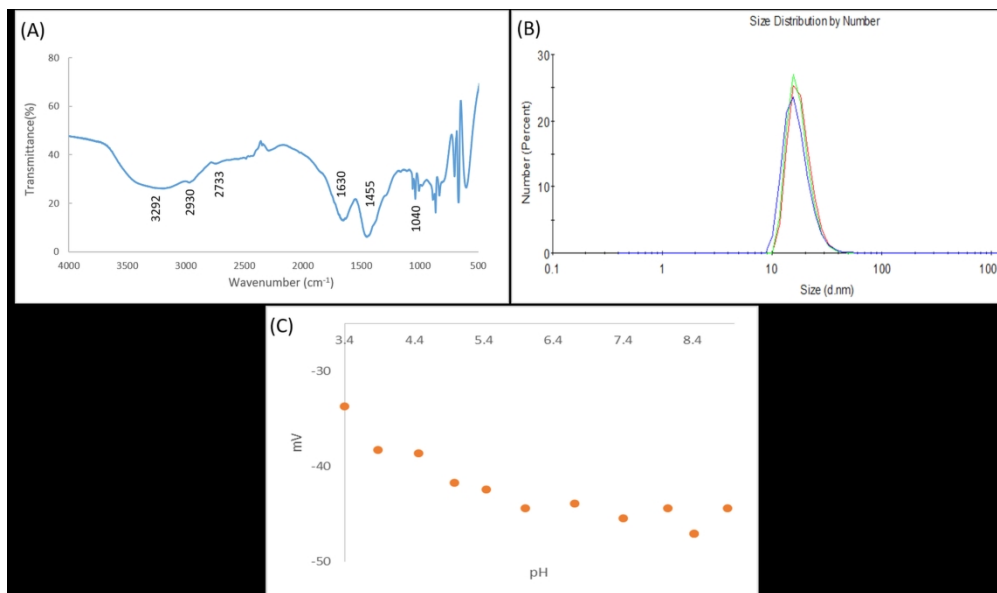 (A)
80
60
40
20
0
Transmittance(%)
3292
2930
2733
1630
1455
1040
4000 3500 3000 2500 2000 1500 1000 500
Wavenumber (cm⁻¹)
(B)
Size Distribution by Number
30
20
10
0
Number (Percent)
0.1 1 10 100 100
Size (d.nm)
(C)
3.4 4.4 5.4 6.4 7.4 8.4
-30
-40
-50
mV
pH